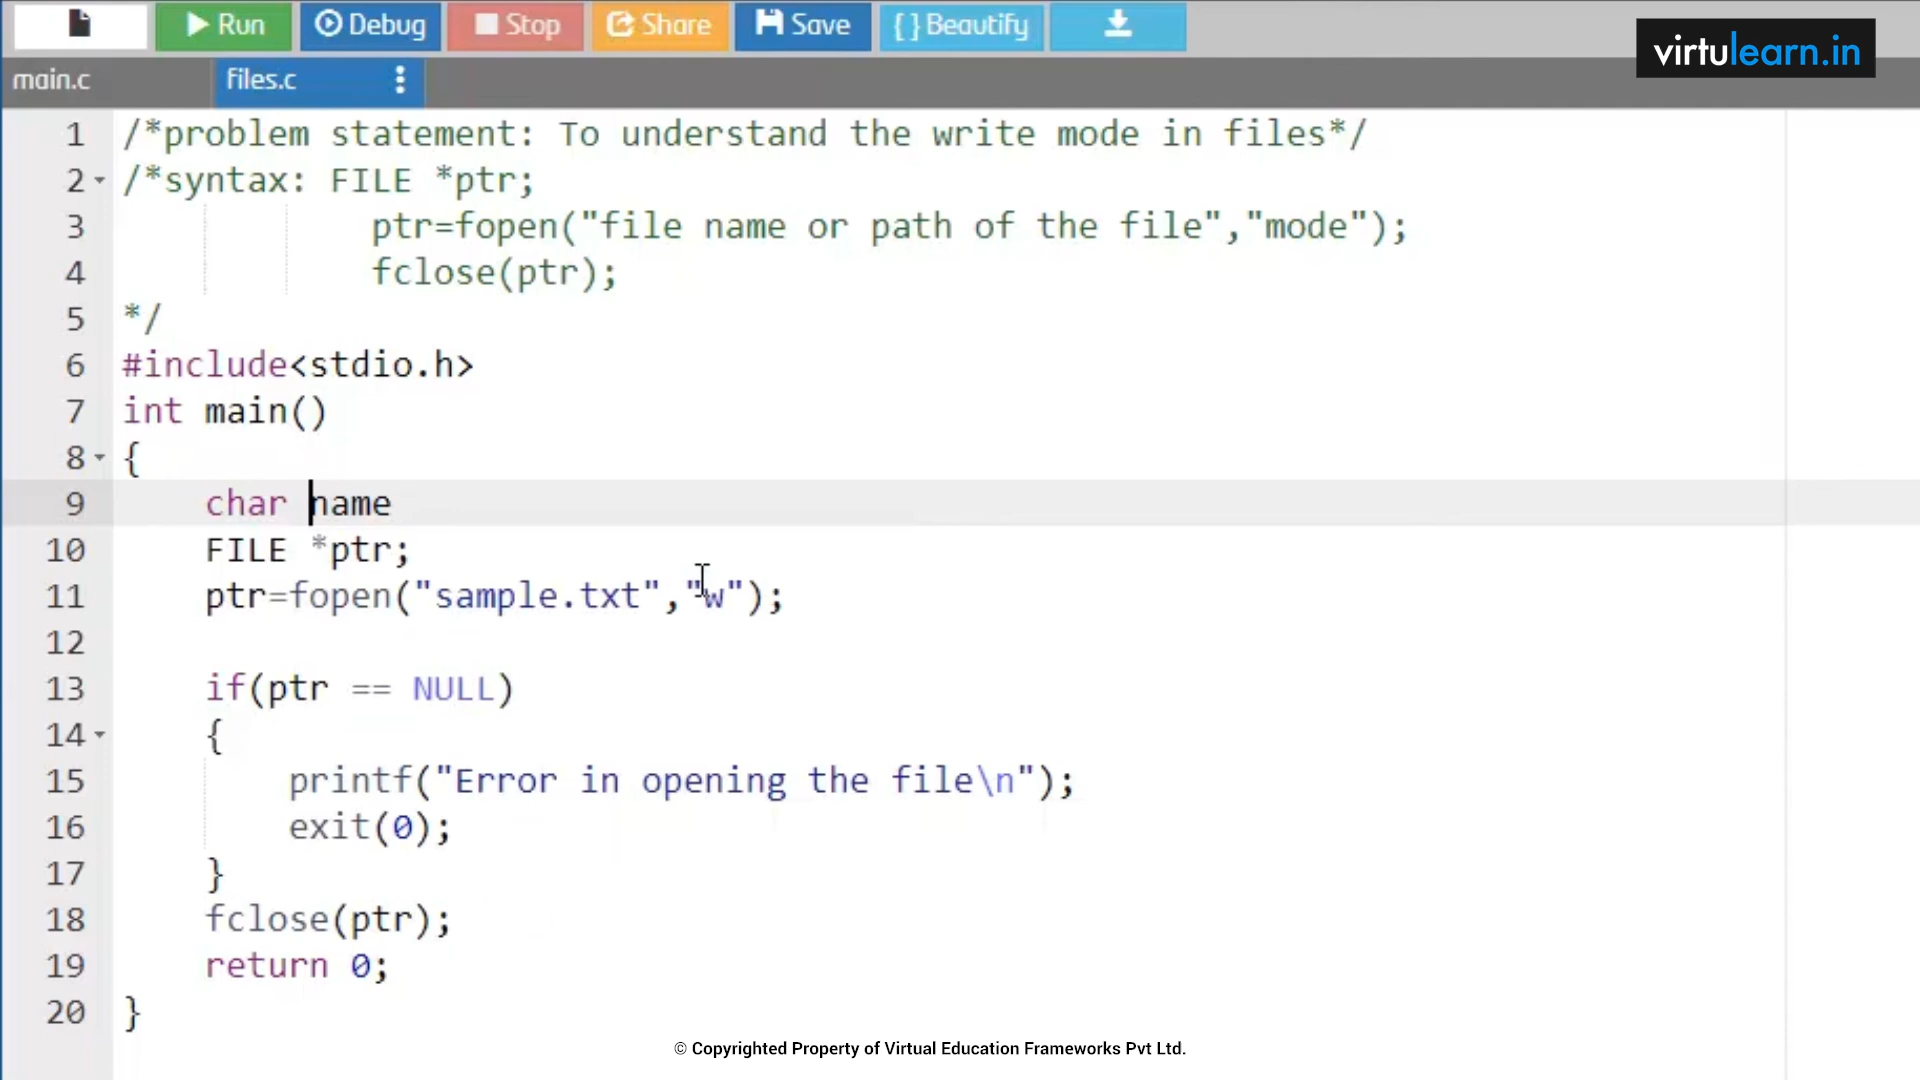 Run Debug Stop Share Save { } Beautify
virtulearn.in
main.c files.c
1 /*problem statement: To understand the write mode in files*/
2 /*syntax: FILE *ptr;
3 ptr=fopen("file name or path of the file","mode");
4 fclose(ptr);
5 */
6 #include<stdio.h>
7 int main()
8 {
9 char name
10 FILE *ptr;
11 ptr=fopen("sample.txt","w");
12
13 if(ptr == NULL)
14 {
15 printf("Error in opening the file\n");
16 exit(0);
17 }
18 fclose(ptr);
19 return 0;
20 }
© Copyrighted Property of Virtual Education Frameworks Pvt Ltd.